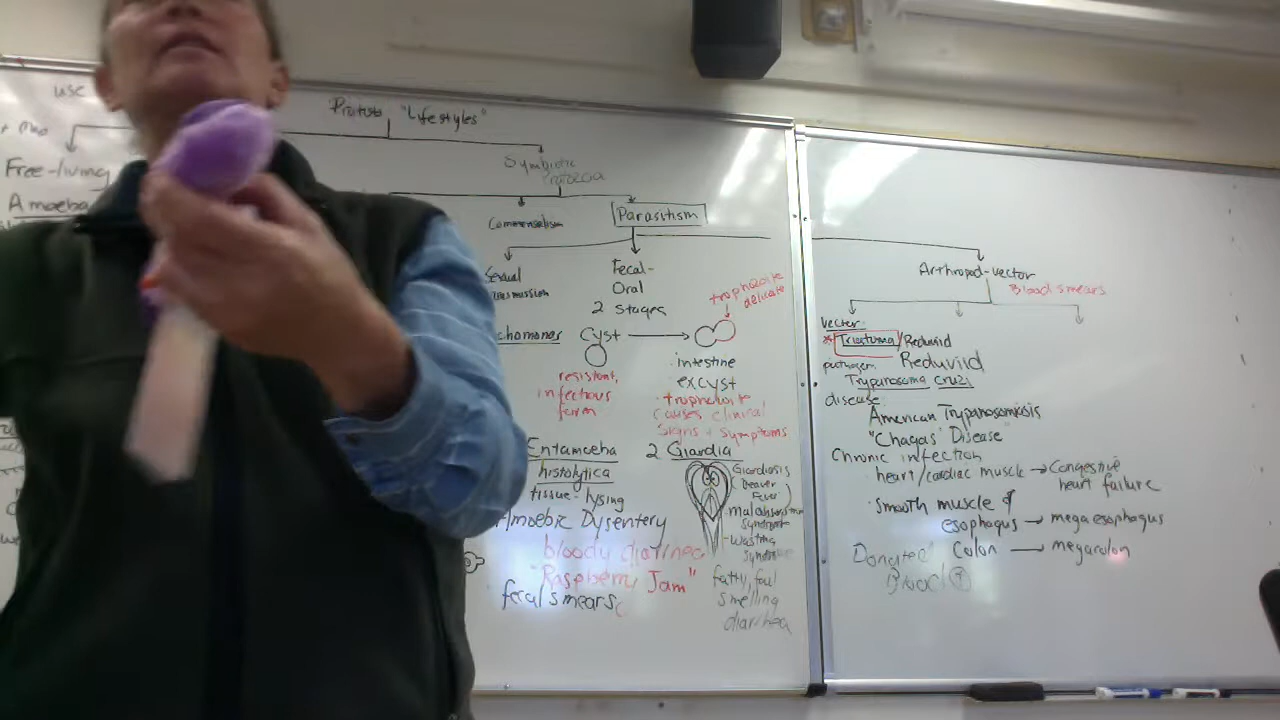 use
Protists "Lifestyles"
Free-living
Amoeba
Symbiotic
Protozoa
Commensalism
Parasitism
Sexual
Fecal-
Oral
2 Stages
Cyst
trophozoite
delicate
resistant,
infectious
form
intestine
excyst
trophozoite
causes clinical
signs + symptoms
Entamoeba
histolytica
tissue-lysing
Amoebic Dysentery
bloody diarrhea
"Raspberry Jam"
fecal smears
2 Giardia
Giardiasis
(beaver
Fever)
malabsorption
syndrome
-Wasting
Syndrome
fatty, foul
smelling
diarrhea
Arthropod-vector
Blood smears
vector:
* Triatoma / Reduviid
pathogen: Reduviid
Trypanosoma cruzi
disease:
American Trypanosomiasis
"Chagas' Disease"
Chronic infection
heart/cardiac muscle → Congestive
heart failure
·Smooth muscle of
esophagus → mega esophagus
Colon → megacolon
Donated
Blood +